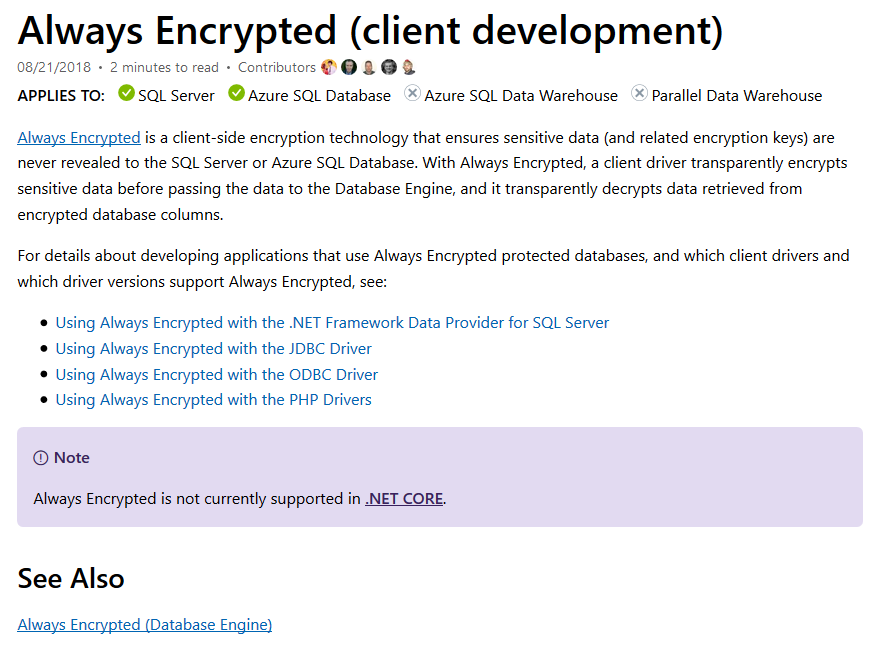 Always Encrypted (client development)
08/21/2018 • 2 minutes to read • Contributors
APPLIES TO: SQL Server Azure SQL Database Azure SQL Data Warehouse Parallel Data Warehouse
Always Encrypted is a client-side encryption technology that ensures sensitive data (and related encryption keys) are
never revealed to the SQL Server or Azure SQL Database. With Always Encrypted, a client driver transparently encrypts
sensitive data before passing the data to the Database Engine, and it transparently decrypts data retrieved from
encrypted database columns.
For details about developing applications that use Always Encrypted protected databases, and which client drivers and
which driver versions support Always Encrypted, see:
• Using Always Encrypted with the .NET Framework Data Provider for SQL Server
• Using Always Encrypted with the JDBC Driver
• Using Always Encrypted with the ODBC Driver
• Using Always Encrypted with the PHP Drivers
Note
Always Encrypted is not currently supported in .NET CORE.
See Also
Always Encrypted (Database Engine)